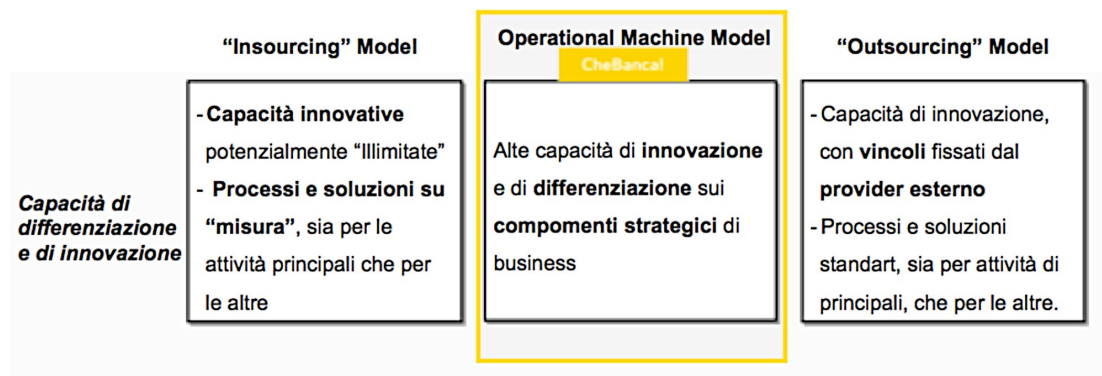 “Insourcing” Model
Operational Machine Model
CheBanca!
“Outsourcing” Model
Capacità di
differenziazione
e di innovazione
- Capacità innovative
potenzialmente “Illimitate”
- Processi e soluzioni su
“misura”, sia per le
attività principali che per
le altre
Alte capacità di innovazione
e di differenziazione sui
compomenti strategici di
business
- Capacità di innovazione,
con vincoli fissati dal
provider esterno
- Processi e soluzioni
standart, sia per attività di
principali, che per le altre.